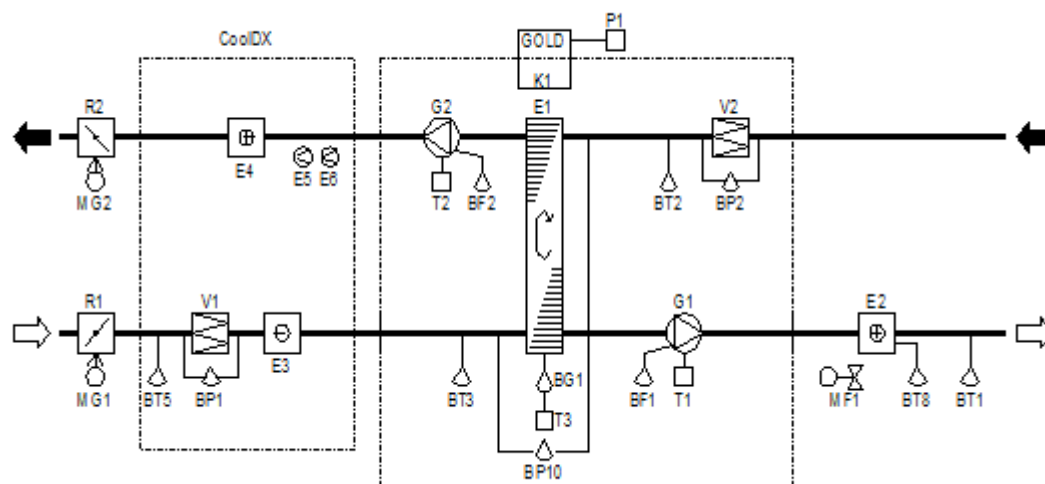 P1
CoolDX
GOLD
K1
R2
G2
E1
V2
E4
E5
E6
MG2
T2
BF2
BT2
BP2
R1
V1
G1
E2
E3
MG1
BT5
BP1
BT3
BG1
BF1
T1
MF1
BT8
BT1
T3
BP10